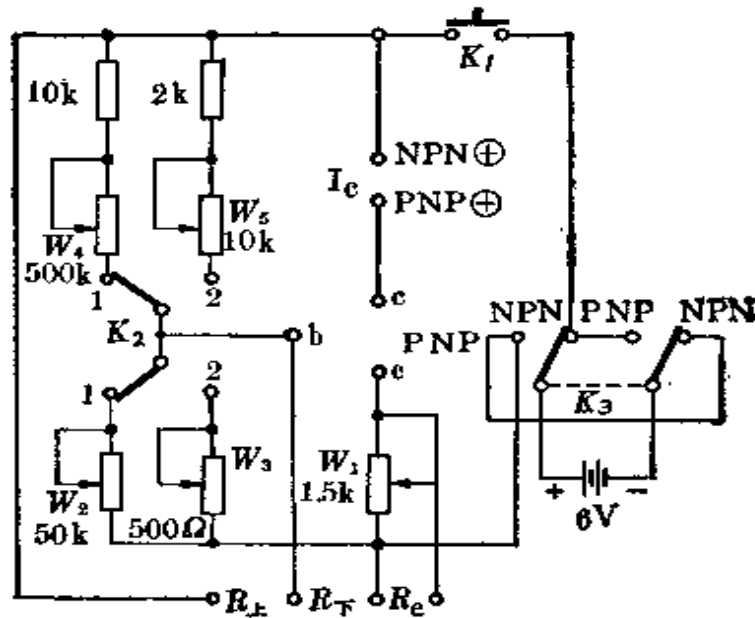 K₁
10k
2k
NPN⊕
I_c
PNP⊕
W₄
500k
W₅
10k
1
2
c
NPN PNP NPN
K₂
b
PNP
K₃
1
2
e
W₂
50k
W₃
500Ω
W₁
1.5k
+ −
6V
R上 R下 Re